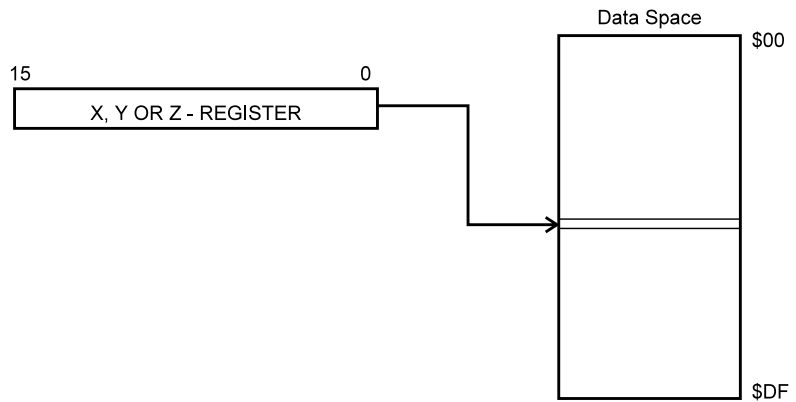 Data Space
$00
15 0
X, Y OR Z - REGISTER
$DF